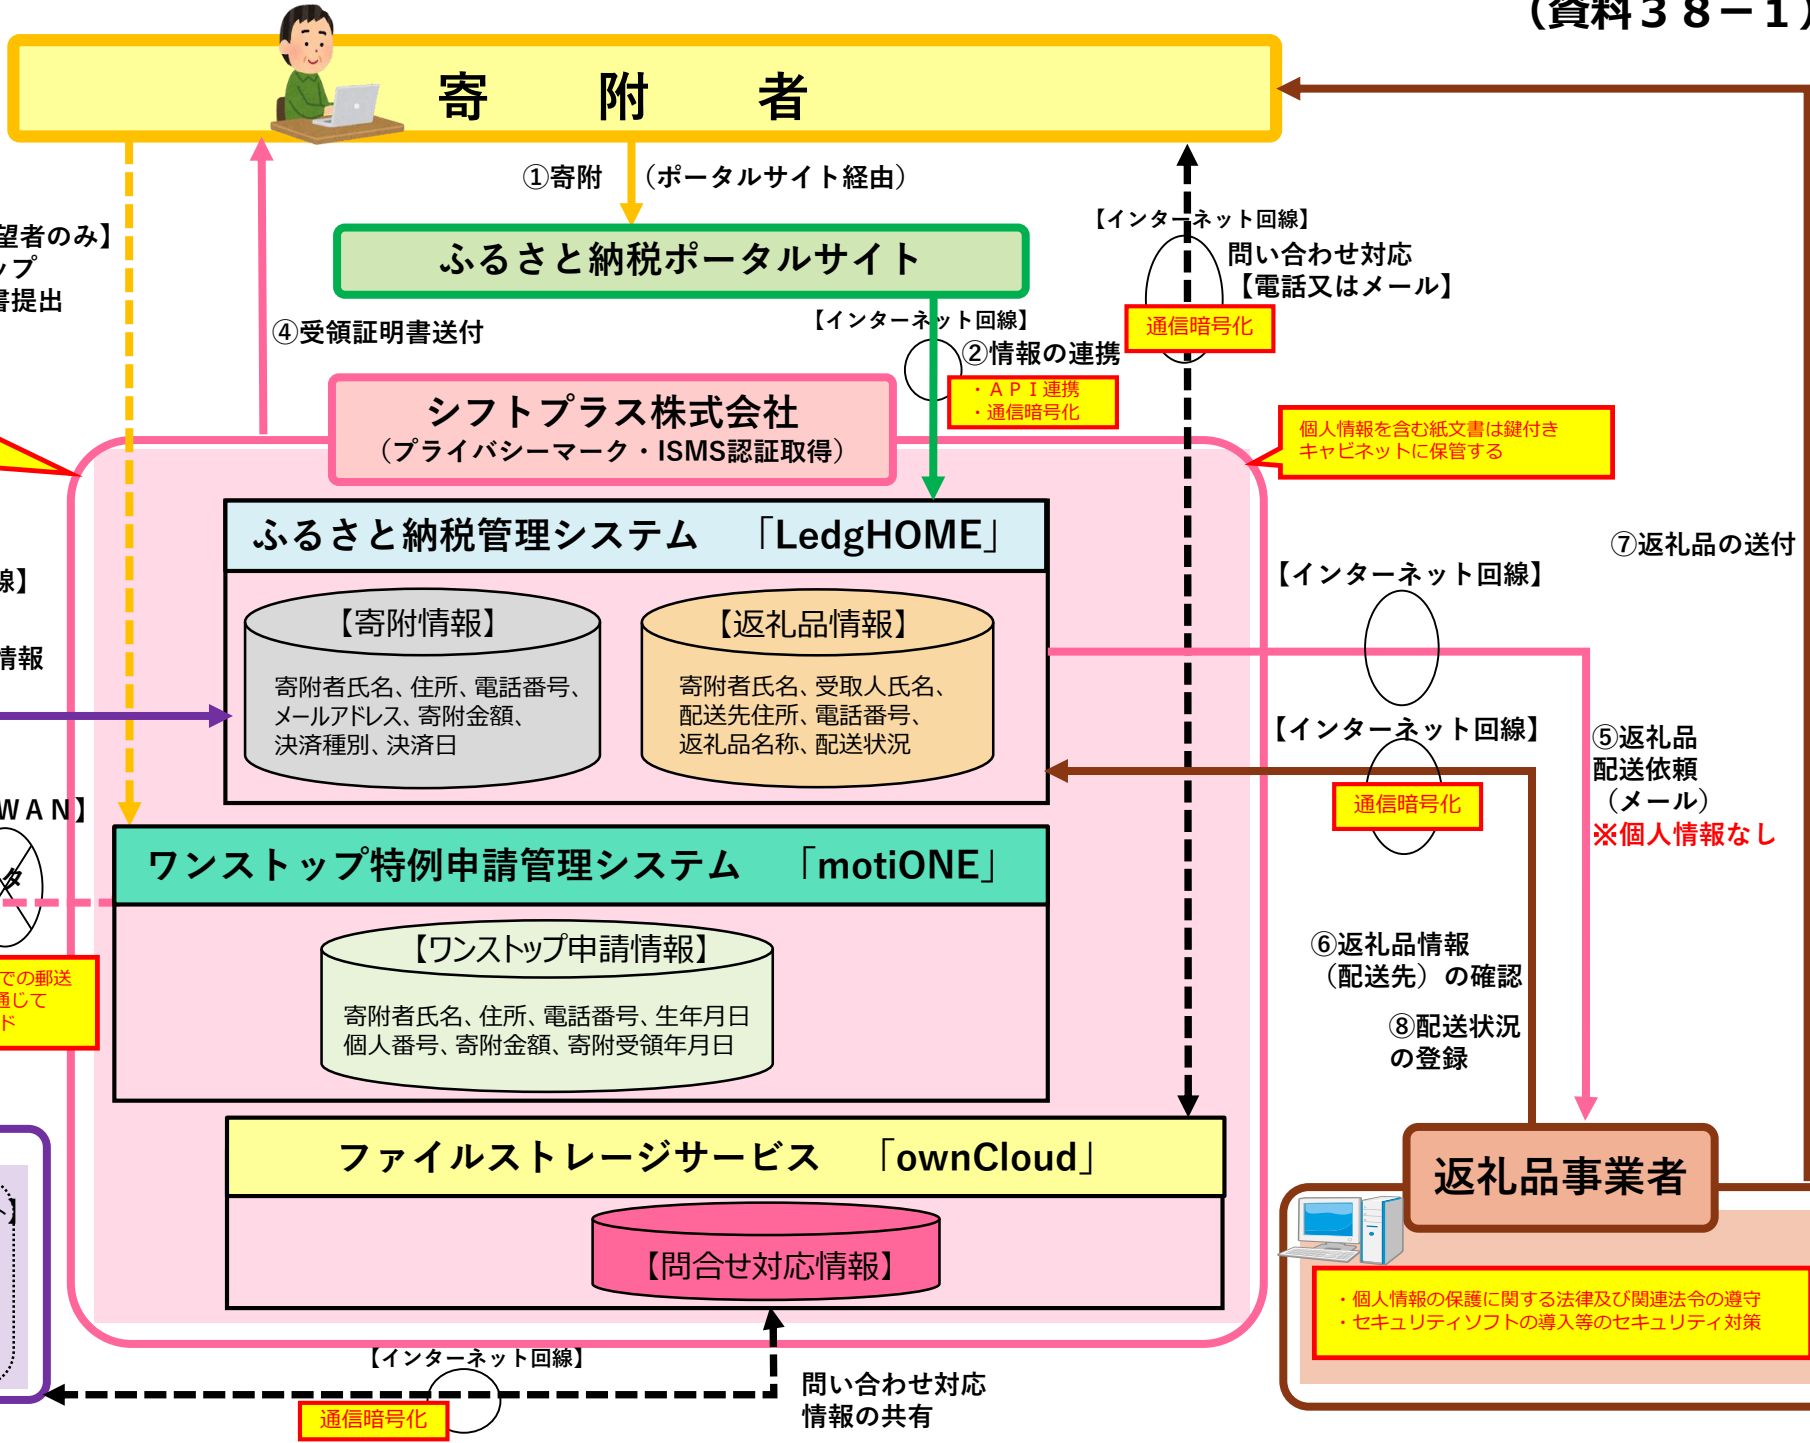 （資料３８－１）
寄　附　者
①寄附　（ポータルサイト経由）
望者のみ】
ップ
書提出
【インターネット回線】
問い合わせ対応
【電話又はメール】
通信暗号化
ふるさと納税ポータルサイト
④受領証明書送付
【インターネット回線】
②情報の連携
・ＡＰＩ連携
・通信暗号化
シフトプラス株式会社
（プライバシーマーク・ISMS認証取得）
個人情報を含む紙文書は鍵付き
キャビネットに保管する
ふるさと納税管理システム　「LedgHOME」
【寄附情報】
寄附者氏名、住所、電話番号、
メールアドレス、寄附金額、
決済種別、決済日
【返礼品情報】
寄附者氏名、受取人氏名、
配送先住所、電話番号、
返礼品名称、配送状況
線】
情報
⑦返礼品の送付
【インターネット回線】
【インターネット回線】
通信暗号化
⑤返礼品
配送依頼
（メール）
※個人情報なし
ＷＡＮ】
タ
ワンストップ特例申請管理システム　「motiONE」
【ワンストップ申請情報】
寄附者氏名、住所、電話番号、生年月日
個人番号、寄附金額、寄附受領年月日
での郵送
通じて
ド
⑥返礼品情報
（配送先）の確認
⑧配送状況
の登録
ファイルストレージサービス　「ownCloud」
【問合せ対応情報】
返礼品事業者
・個人情報の保護に関する法律及び関連法令の遵守
・セキュリティソフトの導入等のセキュリティ対策
【インターネット回線】
通信暗号化
問い合わせ対応
情報の共有